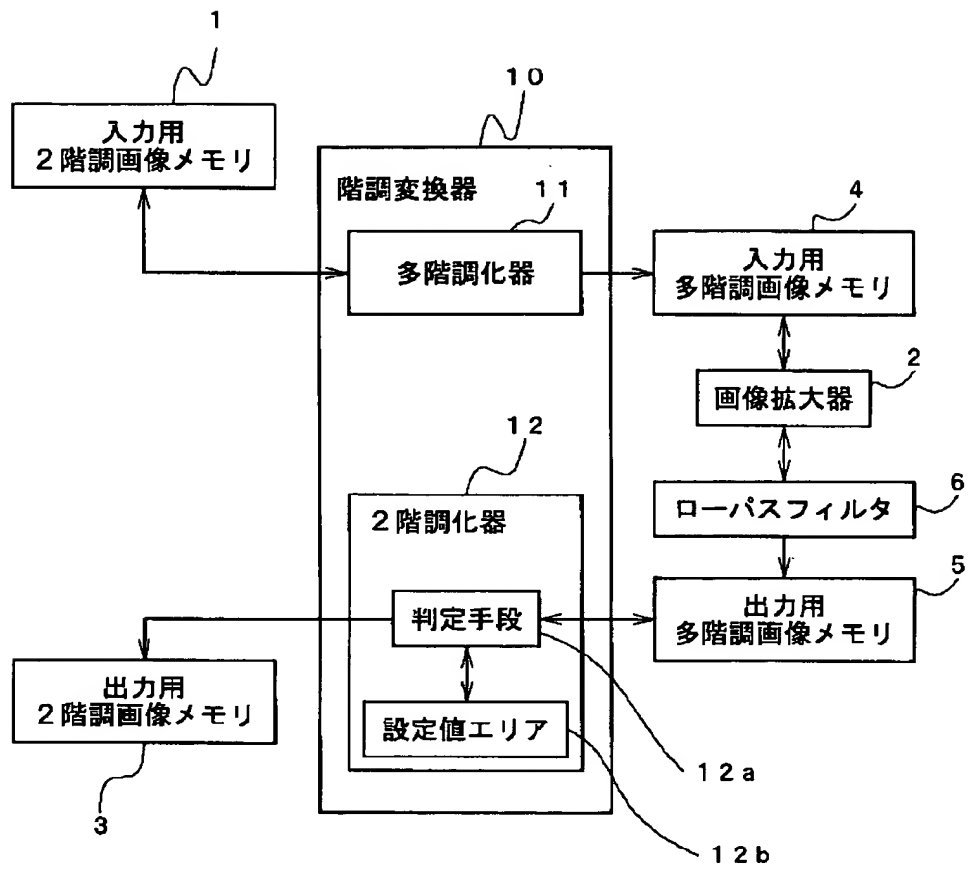 1
入力用
2階調画像メモリ
10
階調変換器
11
多階調化器
4
入力用
多階調画像メモリ
2
画像拡大器
12
2階調化器
6
ローパスフィルタ
判定手段
5
出力用
多階調画像メモリ
出力用
2階調画像メモリ
設定値エリア
3
12a
12b